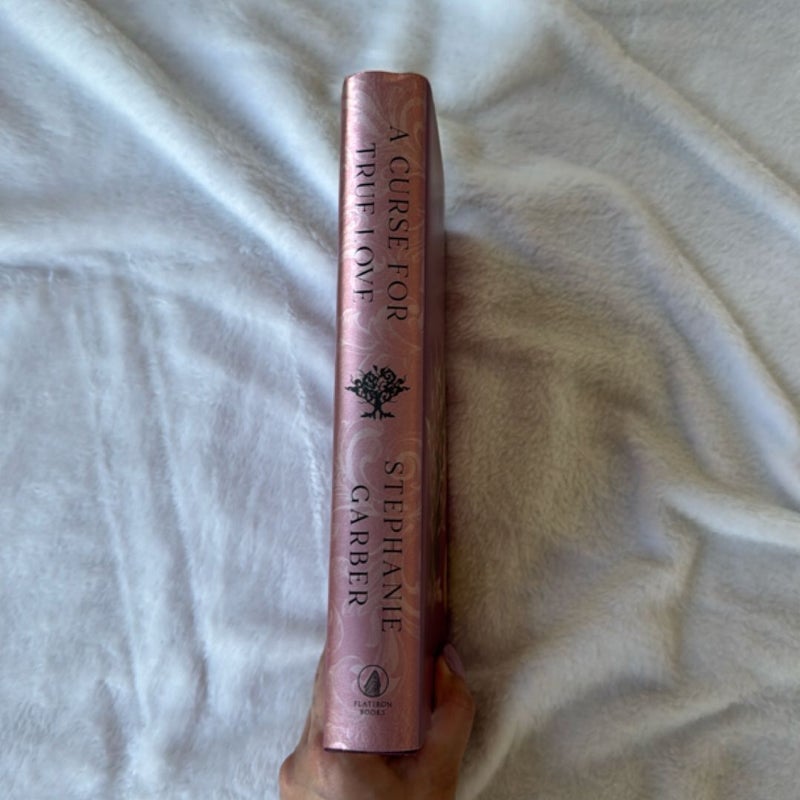 A CURSE FOR
TRUE LOVE
STEPHANIE
GARBER
FLATIRON
BOOKS